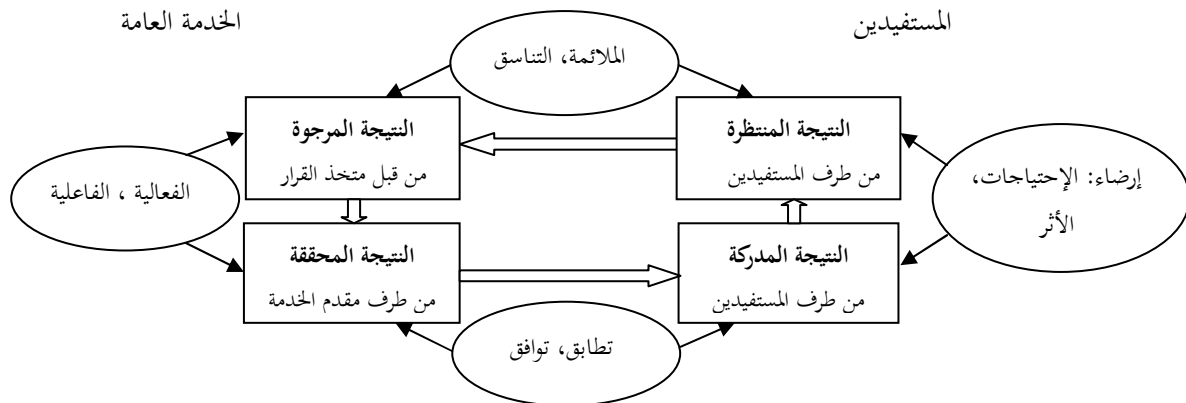 المستفيدين
الخدمة العامة
الملائمة، التناسق
النتيجة المنتظرة
من طرف المستفيدين
النتيجة المرجوة
من قبل متخذ القرار
إرضاء: الإحتياجات،
الأثر
الفعالية ، الفاعلية
النتيجة المدركة
من طرف المستفيدين
النتيجة المحققة
من طرف مقدم الخدمة
تطابق، توافق